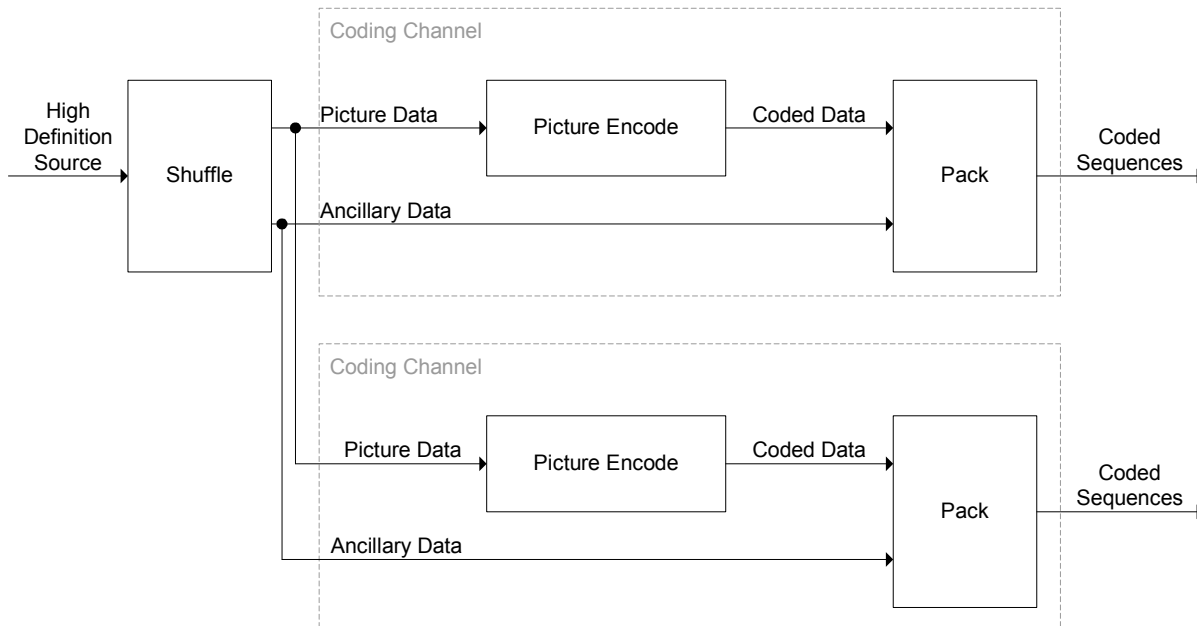 Coding Channel
High
Definition
Source
Shuffle
Picture Data
Picture Encode
Coded Data
Ancillary Data
Pack
Coded
Sequences
Coding Channel
Picture Data
Picture Encode
Coded Data
Ancillary Data
Pack
Coded
Sequences